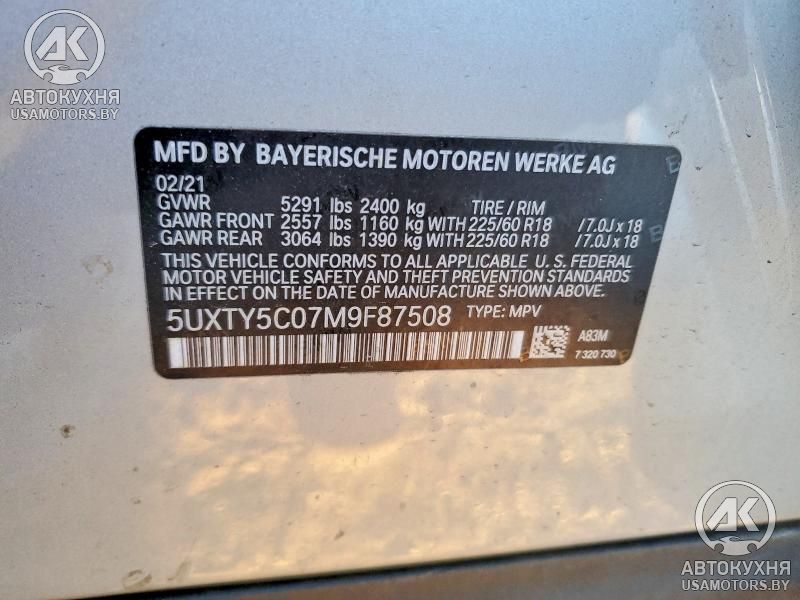 AK
АВТОКУХНЯ
USAMOTORS.BY
MFD BY BAYERISCHE MOTOREN WERKE AG
02/21
GVWR 5291 lbs 2400 kg TIRE / RIM
GAWR FRONT 2557 lbs 1160 kg WITH 225/60 R18 / 7.0J x 18
GAWR REAR 3064 lbs 1390 kg WITH 225/60 R18 / 7.0J x 18
THIS VEHICLE CONFORMS TO ALL APPLICABLE U. S. FEDERAL
MOTOR VEHICLE SAFETY AND THEFT PREVENTION STANDARDS
IN EFFECT ON THE DATE OF MANUFACTURE SHOWN ABOVE.
5UXTY5C07M9F87508 TYPE: MPV
A83M
7 320 730
AK
АВТОКУХНЯ
USAMOTORS.BY